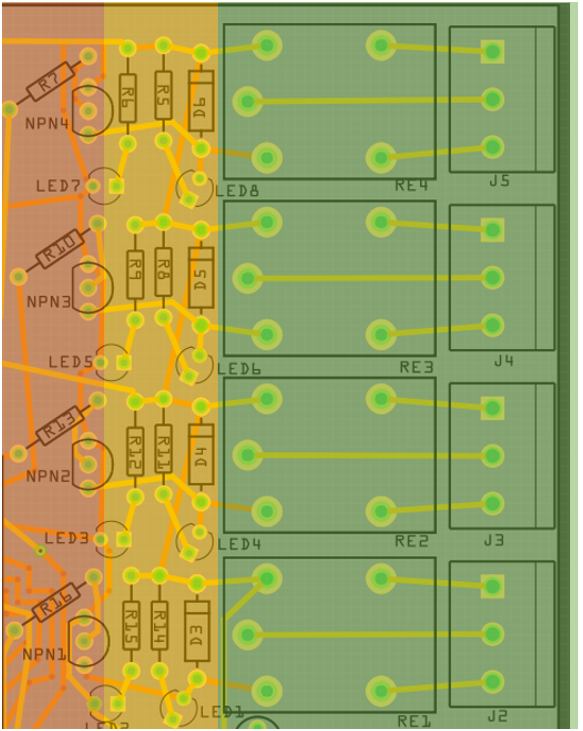 R7
R6
R5
D6
NPN4
LED7
LED8
RE4
J5
R10
R9
R8
D5
NPN3
LED5
LED6
RE3
J4
R13
R12
R11
D4
NPN2
LED3
LED4
RE2
J3
R16
R15
R14
D3
NPN1
LED2
LED1
RE1
J2